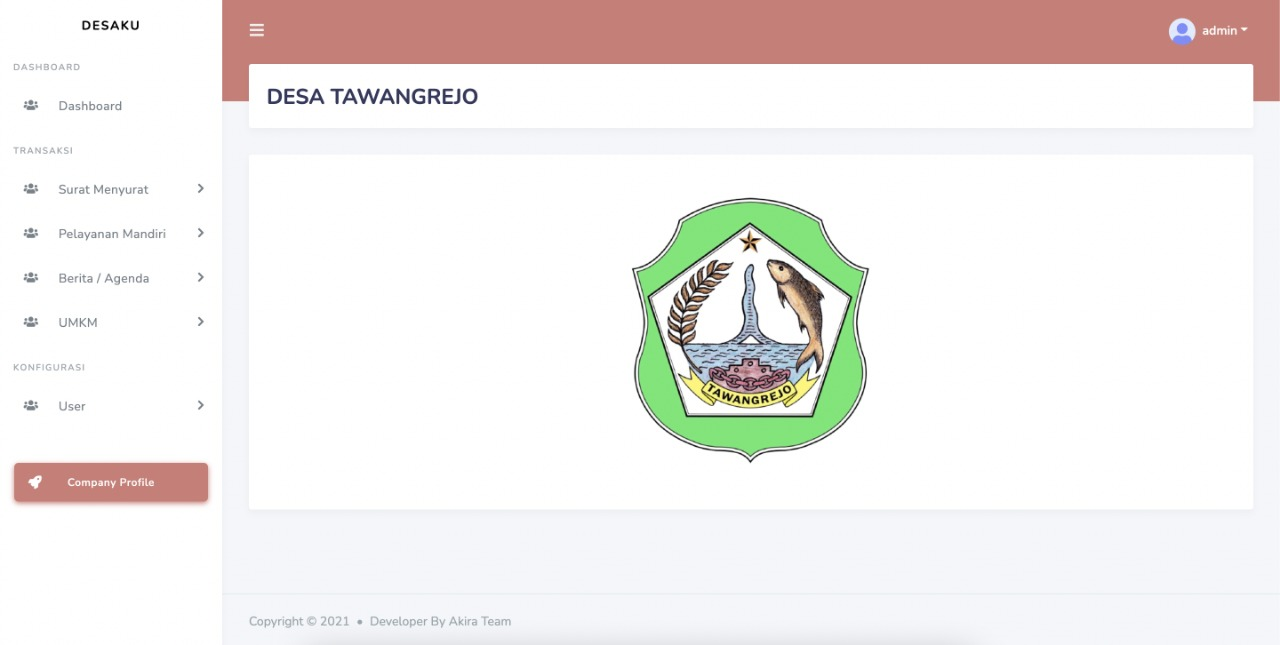 DESAKU
admin
DASHBOARD
Dashboard
DESA TAWANGREJO
TRANSAKSI
Surat Menyurat
Pelayanan Mandiri
Berita / Agenda
UMKM
KONFIGURASI
User
Company Profile
TAWANGREJO
Copyright © 2021 • Developer By Akira Team